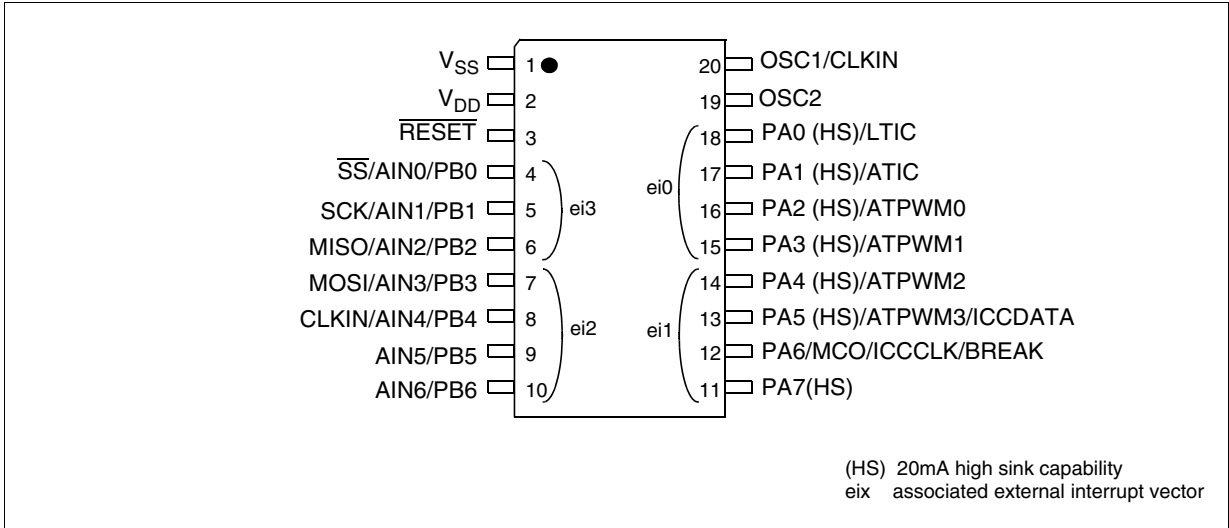 V_SS 1 20 OSC1/CLKIN
V_DD 2 19 OSC2
RESET 3 18 PA0 (HS)/LTIC
SS/AIN0/PB0 4 17 PA1 (HS)/ATIC
ei3 ei0
SCK/AIN1/PB1 5 16 PA2 (HS)/ATPWM0
MISO/AIN2/PB2 6 15 PA3 (HS)/ATPWM1
MOSI/AIN3/PB3 7 14 PA4 (HS)/ATPWM2
CLKIN/AIN4/PB4 8 13 PA5 (HS)/ATPWM3/ICCDATA
ei2 ei1
AIN5/PB5 9 12 PA6/MCO/ICCCLK/BREAK
AIN6/PB6 10 11 PA7(HS)
(HS) 20mA high sink capability
eix associated external interrupt vector